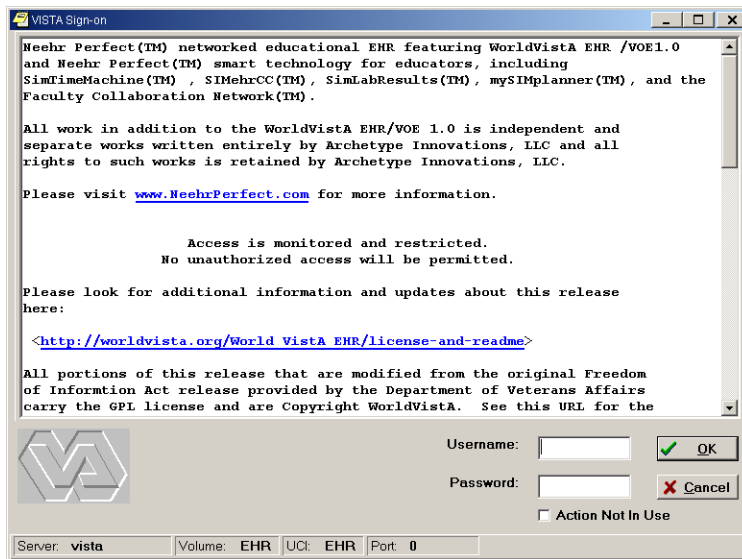 VISTA Sign-on
Neehr Perfect(TM) networked educational EHR featuring WorldVistA EHR /VOE1.0
and Neehr Perfect(TM) smart technology for educators, including
SimTimeMachine(TM) , SIMehrCC(TM), SimLabResults(TM), mySIMplanner(TM), and the
Faculty Collaboration Network(TM).
All work in addition to the WorldVistA EHR/VOE 1.0 is independent and
separate works written entirely by Archetype Innovations, LLC and all
rights to such works is retained by Archetype Innovations, LLC.
Please visit www.NeehrPerfect.com for more information.
Access is monitored and restricted.
No unauthorized access will be permitted.
Please look for additional information and updates about this release
here:
<http://worldvista.org/World VistA EHR/license-and-readme>
All portions of this release that are modified from the original Freedom
of Informtion Act release provided by the Department of Veterans Affairs
carry the GPL license and are Copyright WorldVistA.  See this URL for the
Username:
OK
Password:
Cancel
Action Not In Use
Server: vista Volume: EHR UCI: EHR Port: 0